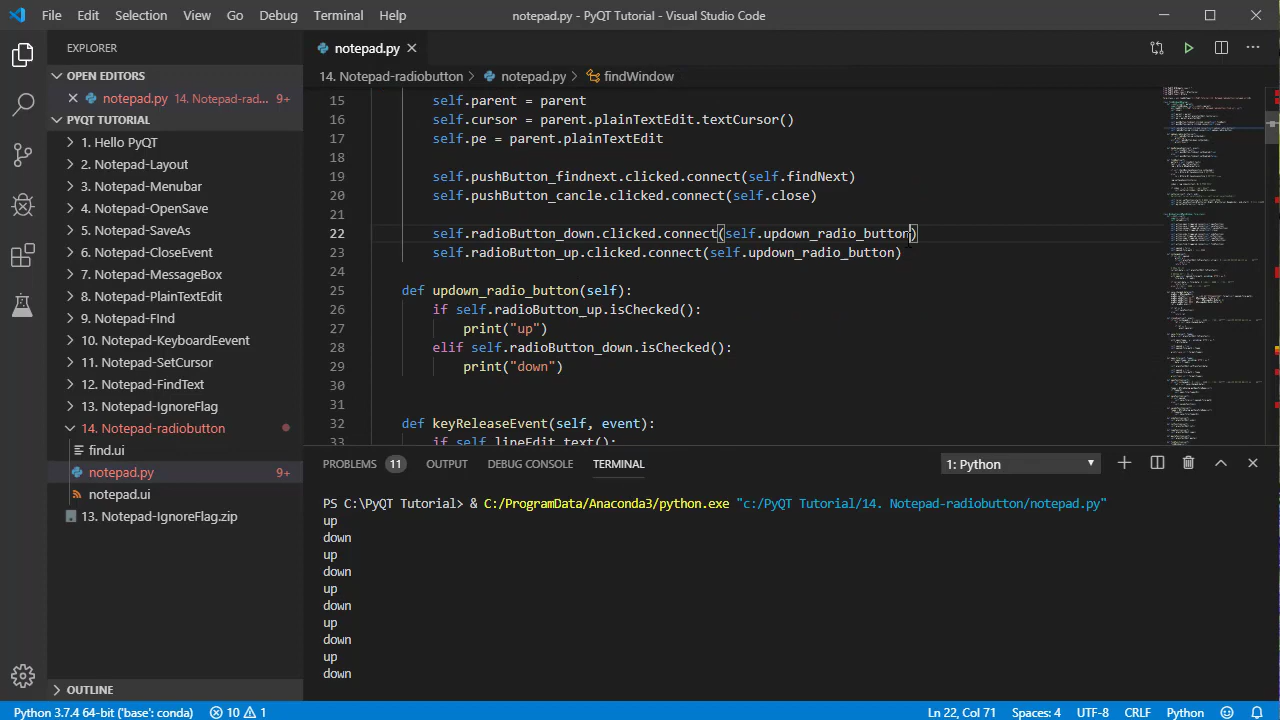 File Edit Selection View Go Debug Terminal Help notepad.py - PyQT Tutorial - Visual Studio Code
EXPLORER
OPEN EDITORS
notepad.py 14. Notepad-rad... 9+
PYQT TUTORIAL
1. Hello PyQT
2. Notepad-Layout
3. Notepad-Menubar
4. Notepad-OpenSave
5. Notepad-SaveAs
6. Notepad-CloseEvent
7. Notepad-MessageBox
8. Notepad-PlainTextEdit
9. Notepad-FInd
10. Notepad-KeyboardEvent
11. Notepad-SetCursor
12. Notepad-FindText
13. Notepad-IgnoreFlag
14. Notepad-radiobutton
find.ui
notepad.py 9+
notepad.ui
13. Notepad-IgnoreFlag.zip
OUTLINE
notepad.py
14. Notepad-radiobutton > notepad.py > findWindow
15 self.parent = parent
16 self.cursor = parent.plainTextEdit.textCursor()
17 self.pe = parent.plainTextEdit
18
19 self.pushButton_findnext.clicked.connect(self.findNext)
20 self.pushButton_cancle.clicked.connect(self.close)
21
22 self.radioButton_down.clicked.connect(self.updown_radio_button)
23 self.radioButton_up.clicked.connect(self.updown_radio_button)
24
25 def updown_radio_button(self):
26 if self.radioButton_up.isChecked():
27 print("up")
28 elif self.radioButton_down.isChecked():
29 print("down")
30
31
32 def keyReleaseEvent(self, event):
33 if self.lineEdit.text():
PROBLEMS 11 OUTPUT DEBUG CONSOLE TERMINAL 1: Python
PS C:\PyQT Tutorial> & C:/ProgramData/Anaconda3/python.exe "c:/PyQT Tutorial/14. Notepad-radiobutton/notepad.py"
up
down
up
down
up
down
up
down
up
down
Python 3.7.4 64-bit ('base': conda) 10 1 Ln 22, Col 71 Spaces: 4 UTF-8 CRLF Python